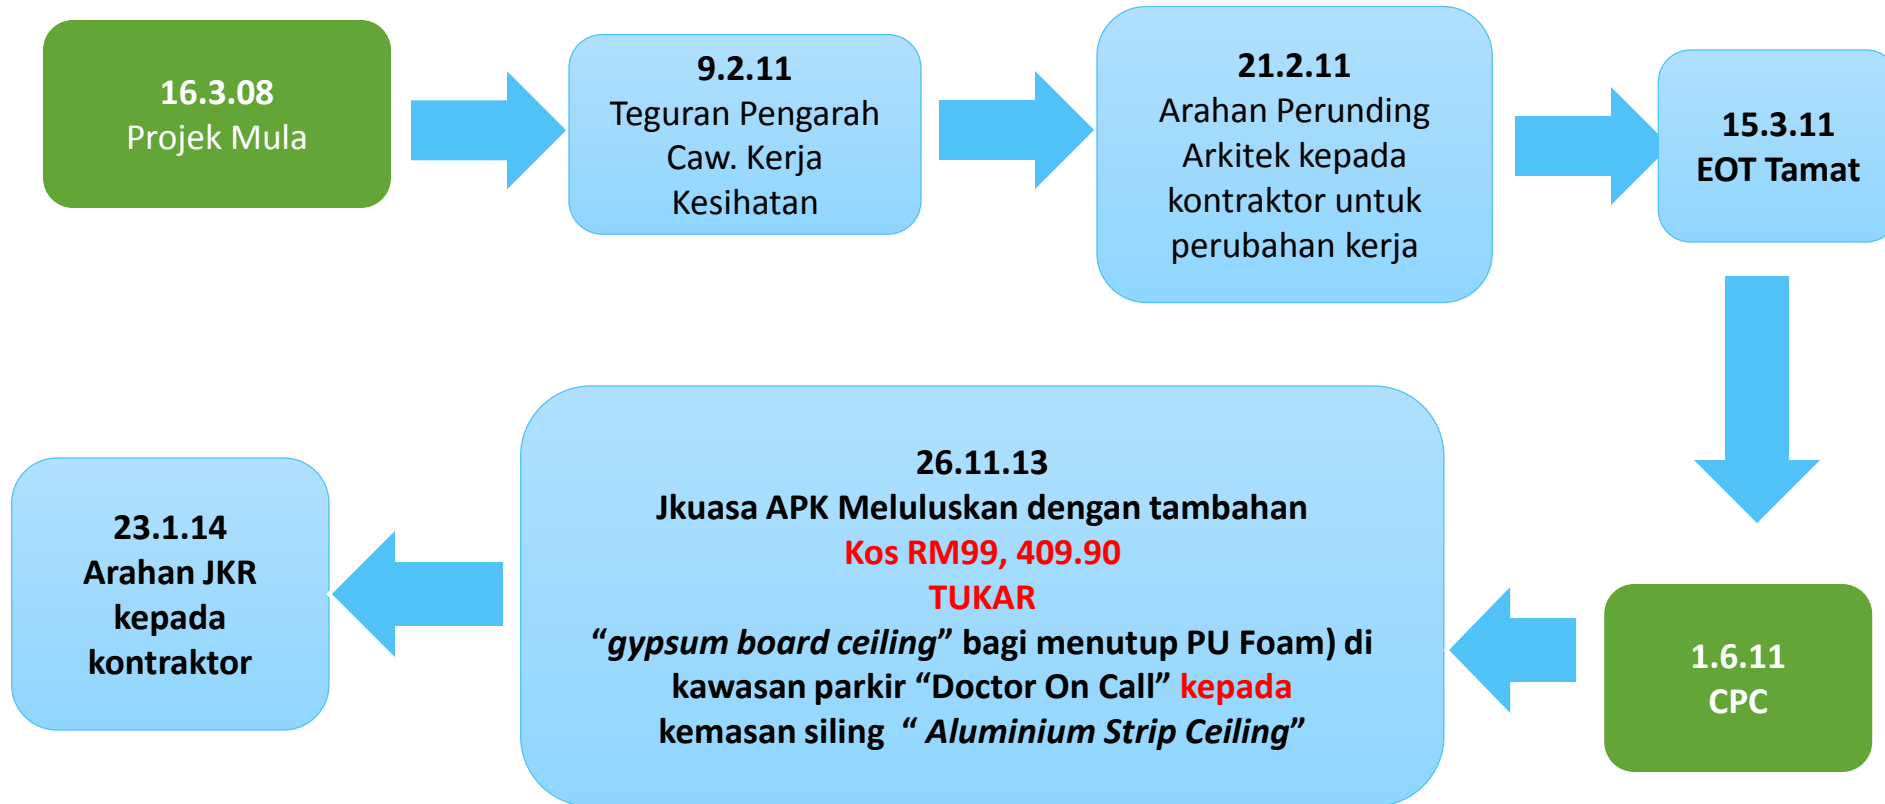 16.3.08
Projek Mula
9.2.11
Teguran Pengarah
Caw. Kerja
Kesihatan
21.2.11
Arahan Perunding
Arkitek kepada
kontraktor untuk
perubahan kerja
15.3.11
EOT Tamat
1.6.11
CPC
26.11.13
Jkuasa APK Meluluskan dengan tambahan
Kos RM99, 409.90
TUKAR
“gypsum board ceiling” bagi menutup PU Foam) di
kawasan parkir “Doctor On Call” kepada
kemasan siling “ Aluminium Strip Ceiling”
23.1.14
Arahan JKR
kepada
kontraktor